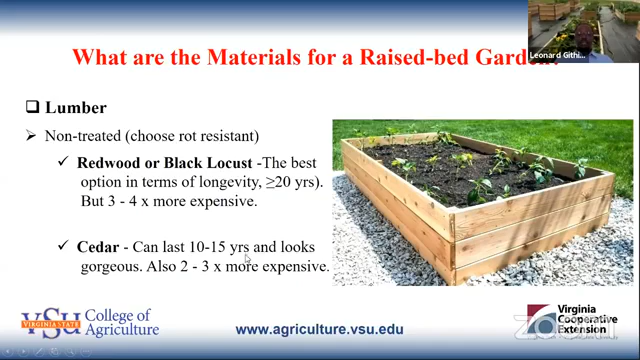 What are the Materials for a Raised-bed Garden?
Leonard Githi...
Lumber
Non-treated (choose rot resistant)
Redwood or Black Locust -The best
option in terms of longevity, ≥20 yrs).
But 3 - 4 x more expensive.
Cedar - Can last 10-15 yrs and looks
gorgeous. Also 2 - 3 x more expensive.
VSU
VIRGINIA STATE
College of
Agriculture
www.agriculture.vsu.edu
Virginia
Cooperative
Extension
zoom